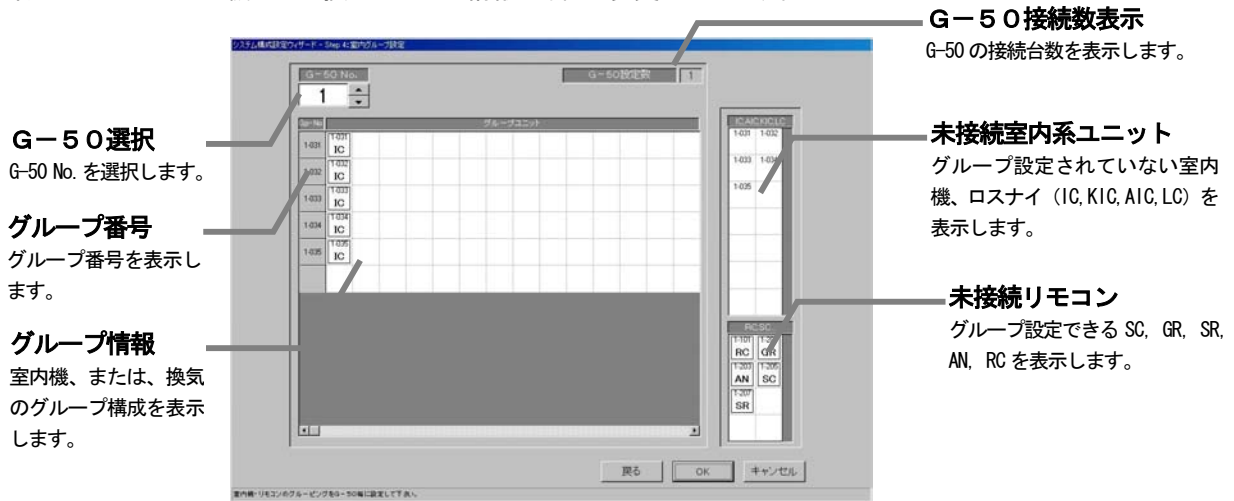 G－５０接続数表示
G-50 の接続台数を表示します。
システム構成設定ウィザード - Step 4:室内グループ設定
G－50 No.
G－50設定数 1
1
G－５０選択
G-50 No. を選択します。
グループ番号
グループ番号を表示し
ます。
グループ情報
室内機、または、換気
のグループ構成を表示
します。
グループユニット
1-031 1-031 IC
1-032 1-032 IC
1-033 1-033 IC
1-034 1-034 IC
1-035 1-035 IC
1-031 1-032
1-033 1-034
1-035
RC,SC
1-101
RC GR
1-203 1-205
AN SC
1-207
SR
未接続室内系ユニット
グループ設定されていない室内
機、ロスナイ（IC,KIC,AIC,LC）を
表示します。
未接続リモコン
グループ設定できる SC, GR, SR,
AN, RC を表示します。
戻る OK キャンセル
室内機・リモコンのグルーピングをG－50毎に設定して下さい。